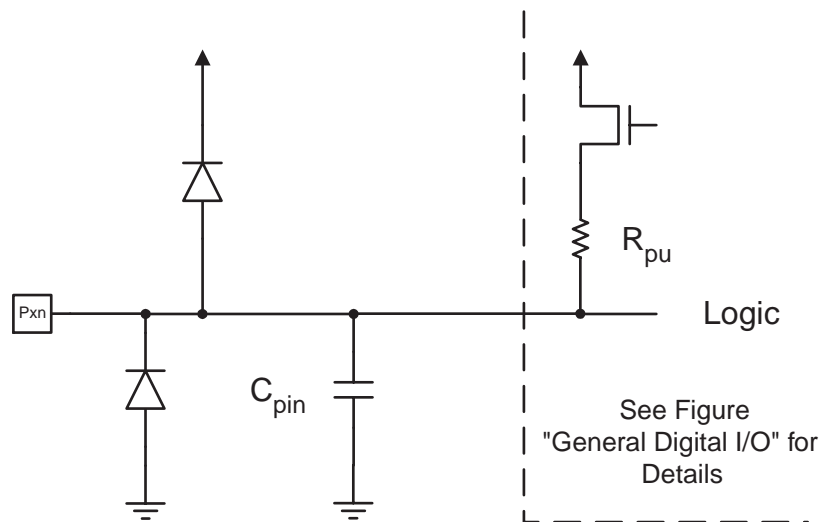 R
pu
Pxn
Logic
C
pin
See Figure
"General Digital I/O" for
Details